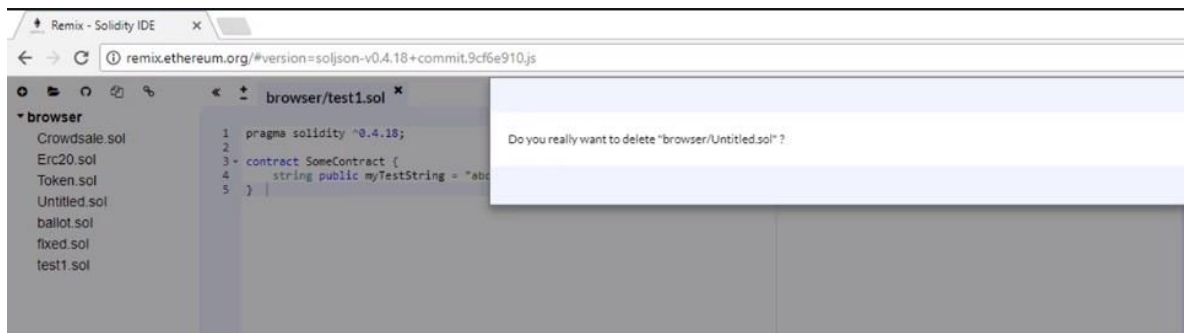 Remix - Solidity IDE
remix.ethereum.org/#version=soljson-v0.4.18+commit.9cf6e910.js
browser/test1.sol
browser
Crowdsale.sol
Erc20.sol
Token.sol
Untitled.sol
ballot.sol
fixed.sol
test1.sol
1 pragma solidity ^0.4.18;
2
3 contract SomeContract {
4 string public myTestString = "abc
5 }
Do you really want to delete "browser/Untitled.sol" ?